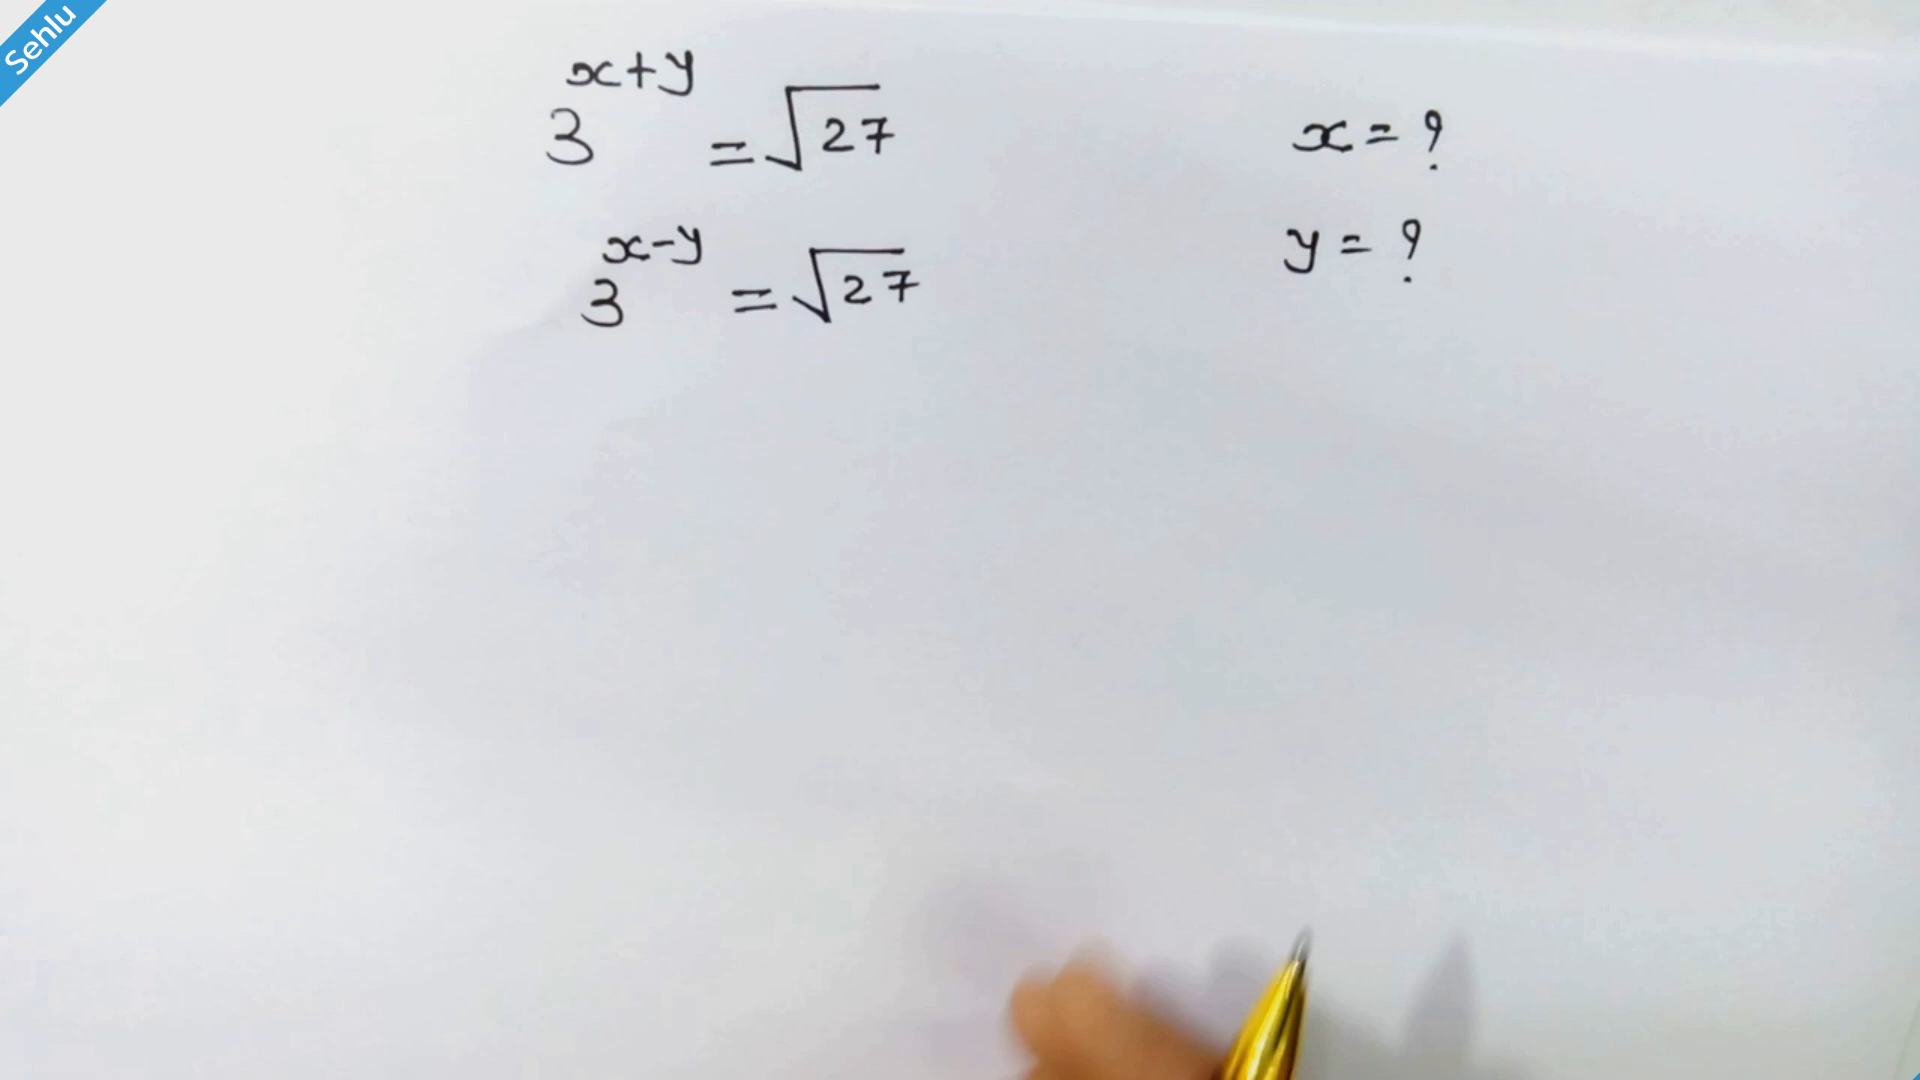 Sehlu
3^{x+y} = √27
x = ?
3^{x-y} = √27
y = ?